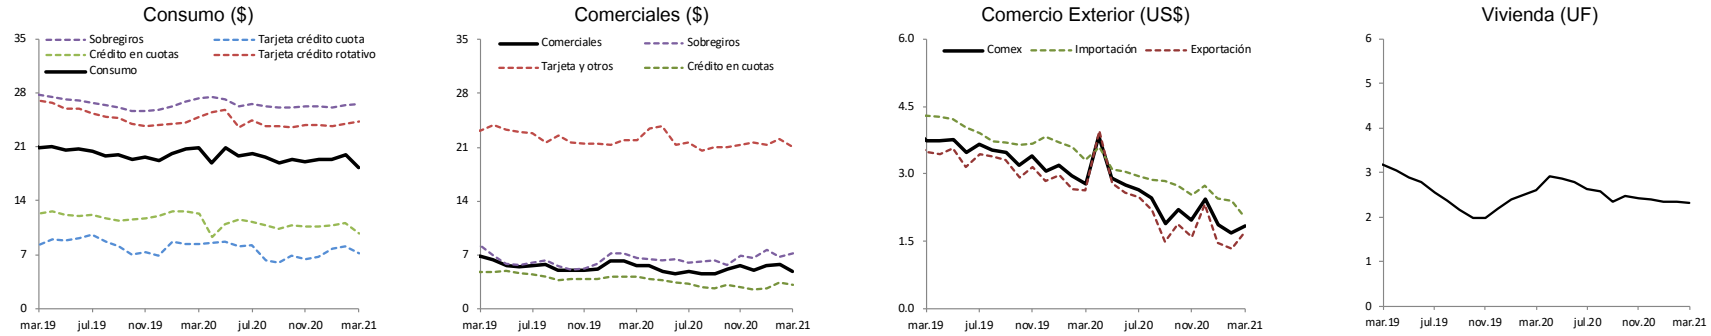 Consumo ($)
35
28
21
14
7
0
Sobregiros
Tarjeta crédito cuota
Crédito en cuotas
Tarjeta crédito rotativo
Consumo
mar.19 jul.19 nov.19 mar.20 jul.20 nov.20 mar.21
Comerciales ($)
35
28
21
14
7
0
Comerciales
Sobregiros
Tarjeta y otros
Crédito en cuotas
mar.19 jul.19 nov.19 mar.20 jul.20 nov.20 mar.21
Comercio Exterior (US$)
6.0
4.5
3.0
1.5
0.0
Comex
Importación
Exportación
mar.19 jul.19 nov.19 mar.20 jul.20 nov.20 mar.21
Vivienda (UF)
6
5
4
3
2
1
0
mar.19 jul.19 nov.19 mar.20 jul.20 nov.20 mar.21